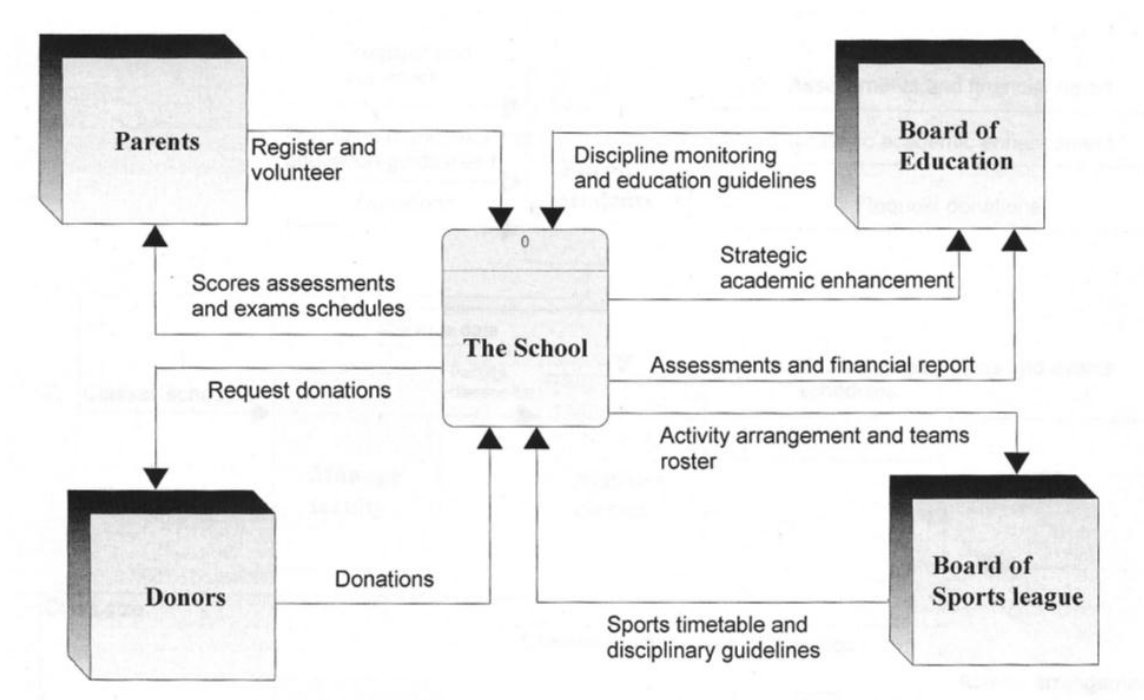 Parents
Register and
volunteer
Discipline monitoring
and education guidelines
Board of
Education
0
Scores assessments
and exams schedules
Strategic
academic enhancement
The School
Request donations
Assessments and financial report
Activity arrangement and teams
roster
Donors
Donations
Board of
Sports league
Sports timetable and
disciplinary guidelines